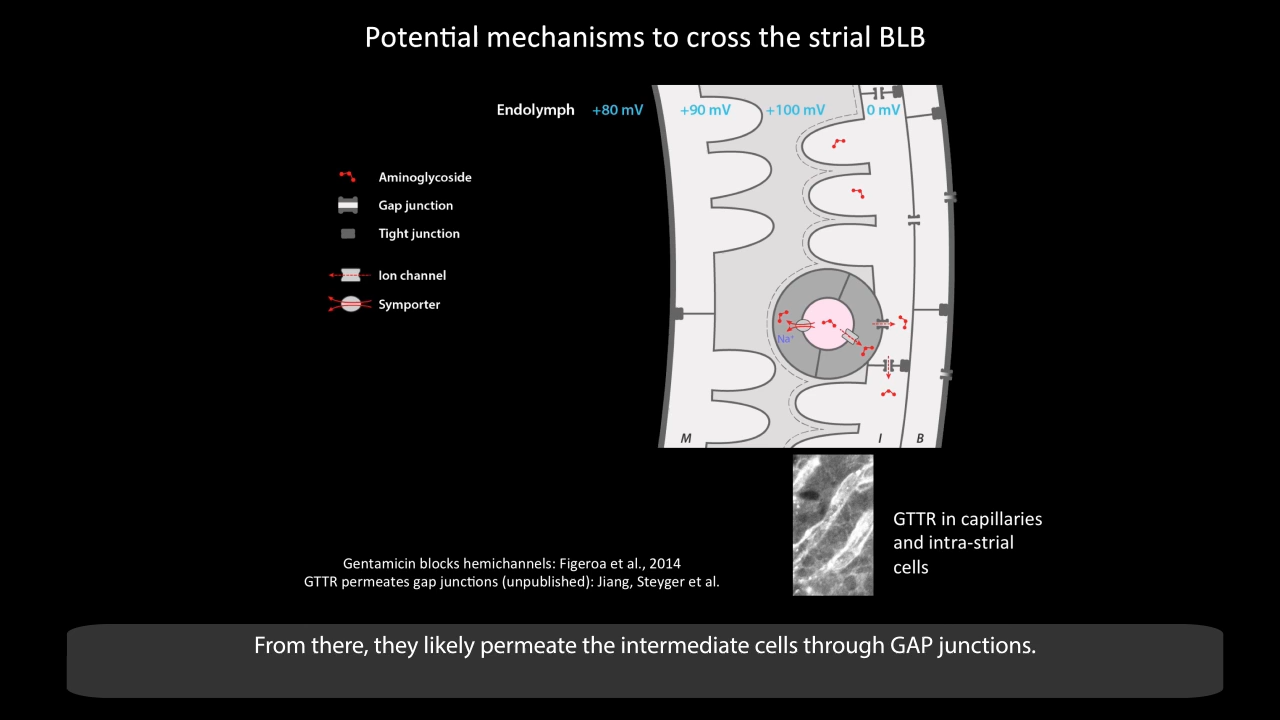 Potential mechanisms to cross the strial BLB
Endolymph +80 mV +90 mV +100 mV 0 mV
Aminoglycoside
Gap junction
Tight junction
Ion channel
Symporter
Na⁺
M I B
GTTR in capillaries
and intra-strial
cells
Gentamicin blocks hemichannels: Figeroa et al., 2014
GTTR permeates gap junctions (unpublished): Jiang, Steyger et al.
From there, they likely permeate the intermediate cells through GAP junctions.